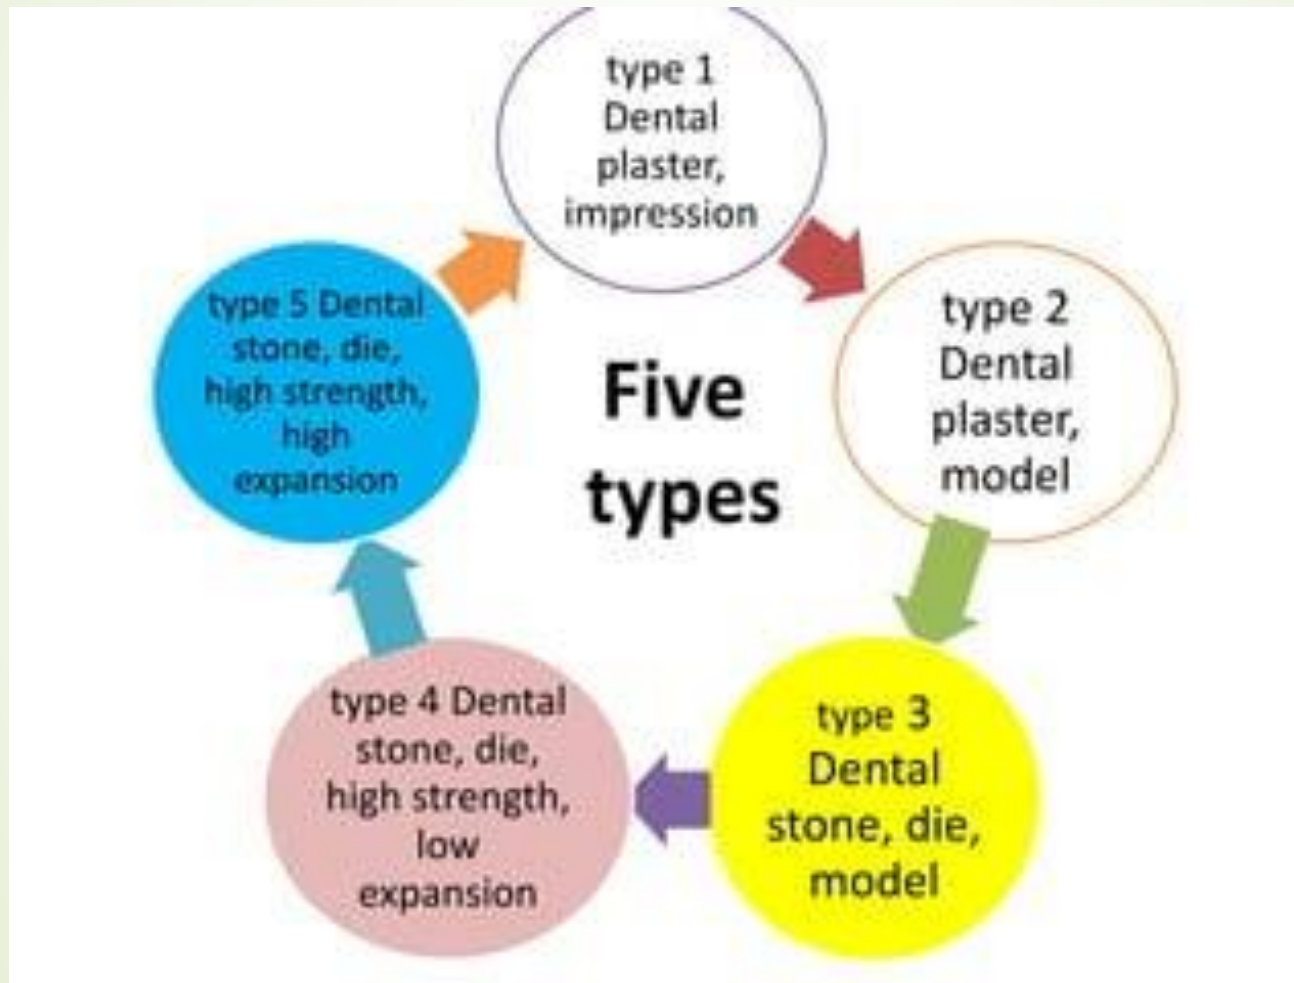 type 1
Dental
plaster,
impression
type 2
Dental
plaster,
model
type 3
Dental
stone, die,
model
type 4 Dental
stone, die,
high strength,
low
expansion
type 5 Dental
stone, die,
high strength,
high
expansion
Five
types